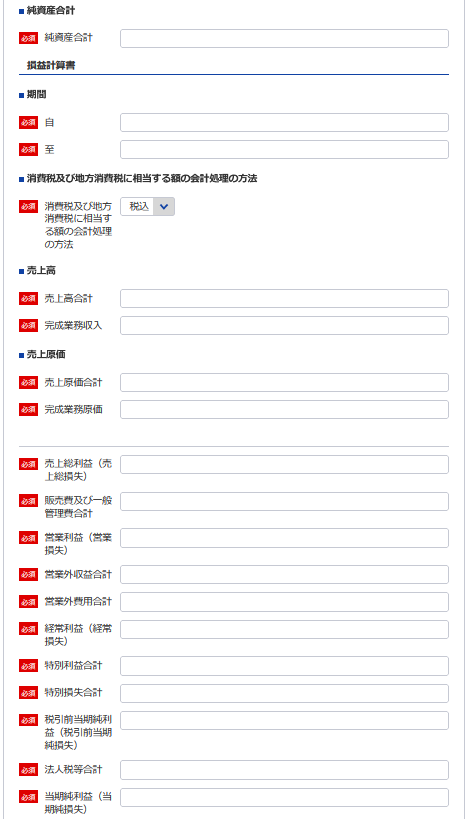 純資産合計
必須 純資産合計
損益計算書
期間
必須 自
必須 至
消費税及び地方消費税に相当する額の会計処理の方法
必須 消費税及び地方 税込
消費税に相当す
る額の会計処理
の方法
売上高
必須 売上高合計
必須 完成業務収入
売上原価
必須 売上原価合計
必須 完成業務原価
必須 売上総利益（売
上総損失）
必須 販売費及び一般
管理費合計
必須 営業利益（営業
損失）
必須 営業外収益合計
必須 営業外費用合計
必須 経常利益（経常
損失）
必須 特別利益合計
必須 特別損失合計
必須 税引前当期純利
益（税引前当期
純損失）
必須 法人税等合計
必須 当期純利益（当
期純損失）